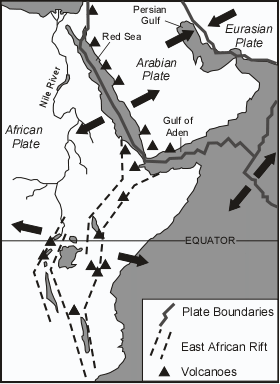 Persian
Gulf
Eurasian
Plate
Red Sea
Arabian
Plate
Nile River
African
Plate
Gulf of
Aden
EQUATOR
Plate Boundaries
East African Rift
Volcanoes